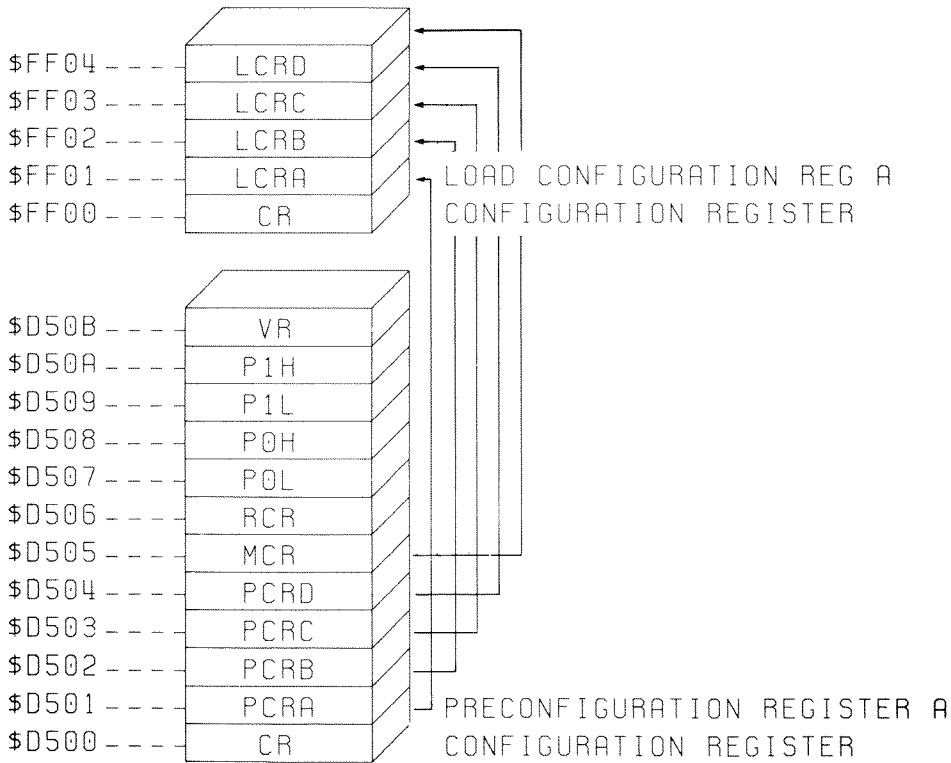 $FF04 ---- LCRD
$FF03 ---- LCRC
$FF02 ---- LCRB
$FF01 ---- LCRA LOAD CONFIGURATION REG A
$FF00 ---- CR CONFIGURATION REGISTER
$D50B ---- VR
$D50A ---- P1H
$D509 ---- P1L
$D508 ---- P0H
$D507 ---- P0L
$D506 ---- RCR
$D505 ---- MCR
$D504 ---- PCRD
$D503 ---- PCRC
$D502 ---- PCRB
$D501 ---- PCRA PRECONFIGURATION REGISTER A
$D500 ---- CR CONFIGURATION REGISTER